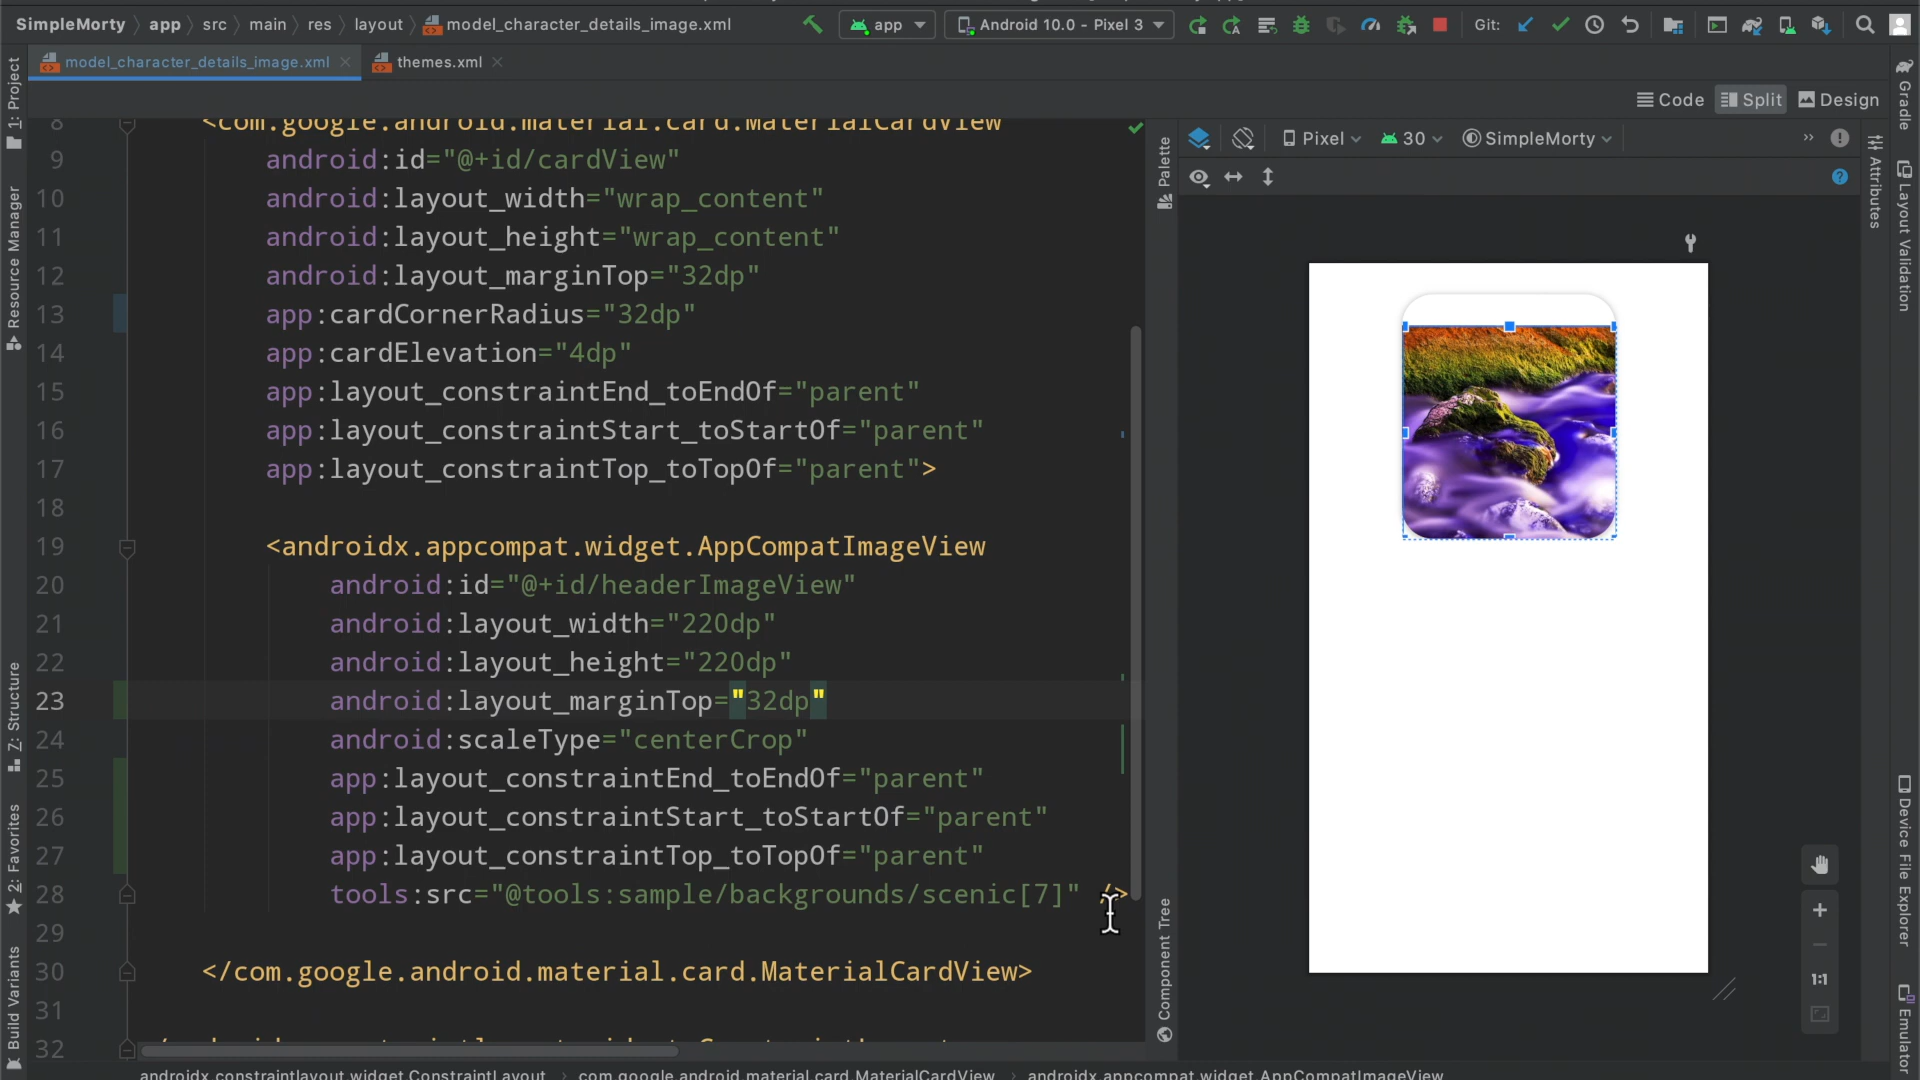 SimpleMorty app src main res layout model_character_details_image.xml app Android 10.0 - Pixel 3 Git:
model_character_details_image.xml themes.xml
Code Split Design
1: Project
Resource Manager
7: Structure
2: Favorites
Build Variants
8 <com.google.android.material.card.MaterialCardView
9 android:id="@+id/cardView"
10 android:layout_width="wrap_content"
11 android:layout_height="wrap_content"
12 android:layout_marginTop="32dp"
13 app:cardCornerRadius="32dp"
14 app:cardElevation="4dp"
15 app:layout_constraintEnd_toEndOf="parent"
16 app:layout_constraintStart_toStartOf="parent"
17 app:layout_constraintTop_toTopOf="parent">
18
19 <androidx.appcompat.widget.AppCompatImageView
20 android:id="@+id/headerImageView"
21 android:layout_width="220dp"
22 android:layout_height="220dp"
23 android:layout_marginTop="32dp"
24 android:scaleType="centerCrop"
25 app:layout_constraintEnd_toEndOf="parent"
26 app:layout_constraintStart_toStartOf="parent"
27 app:layout_constraintTop_toTopOf="parent"
28 tools:src="@tools:sample/backgrounds/scenic[7]" />
29
30 </com.google.android.material.card.MaterialCardView>
31
32
androidx.constraintlayout.widget.ConstraintLayout com.google.android.material.card.MaterialCardView androidx.appcompat.widget.AppCompatImageView
Palette
Component Tree
Pixel 30 SimpleMorty
1:1
Attributes
Gradle
Layout Validation
Device File Explorer
Emulator